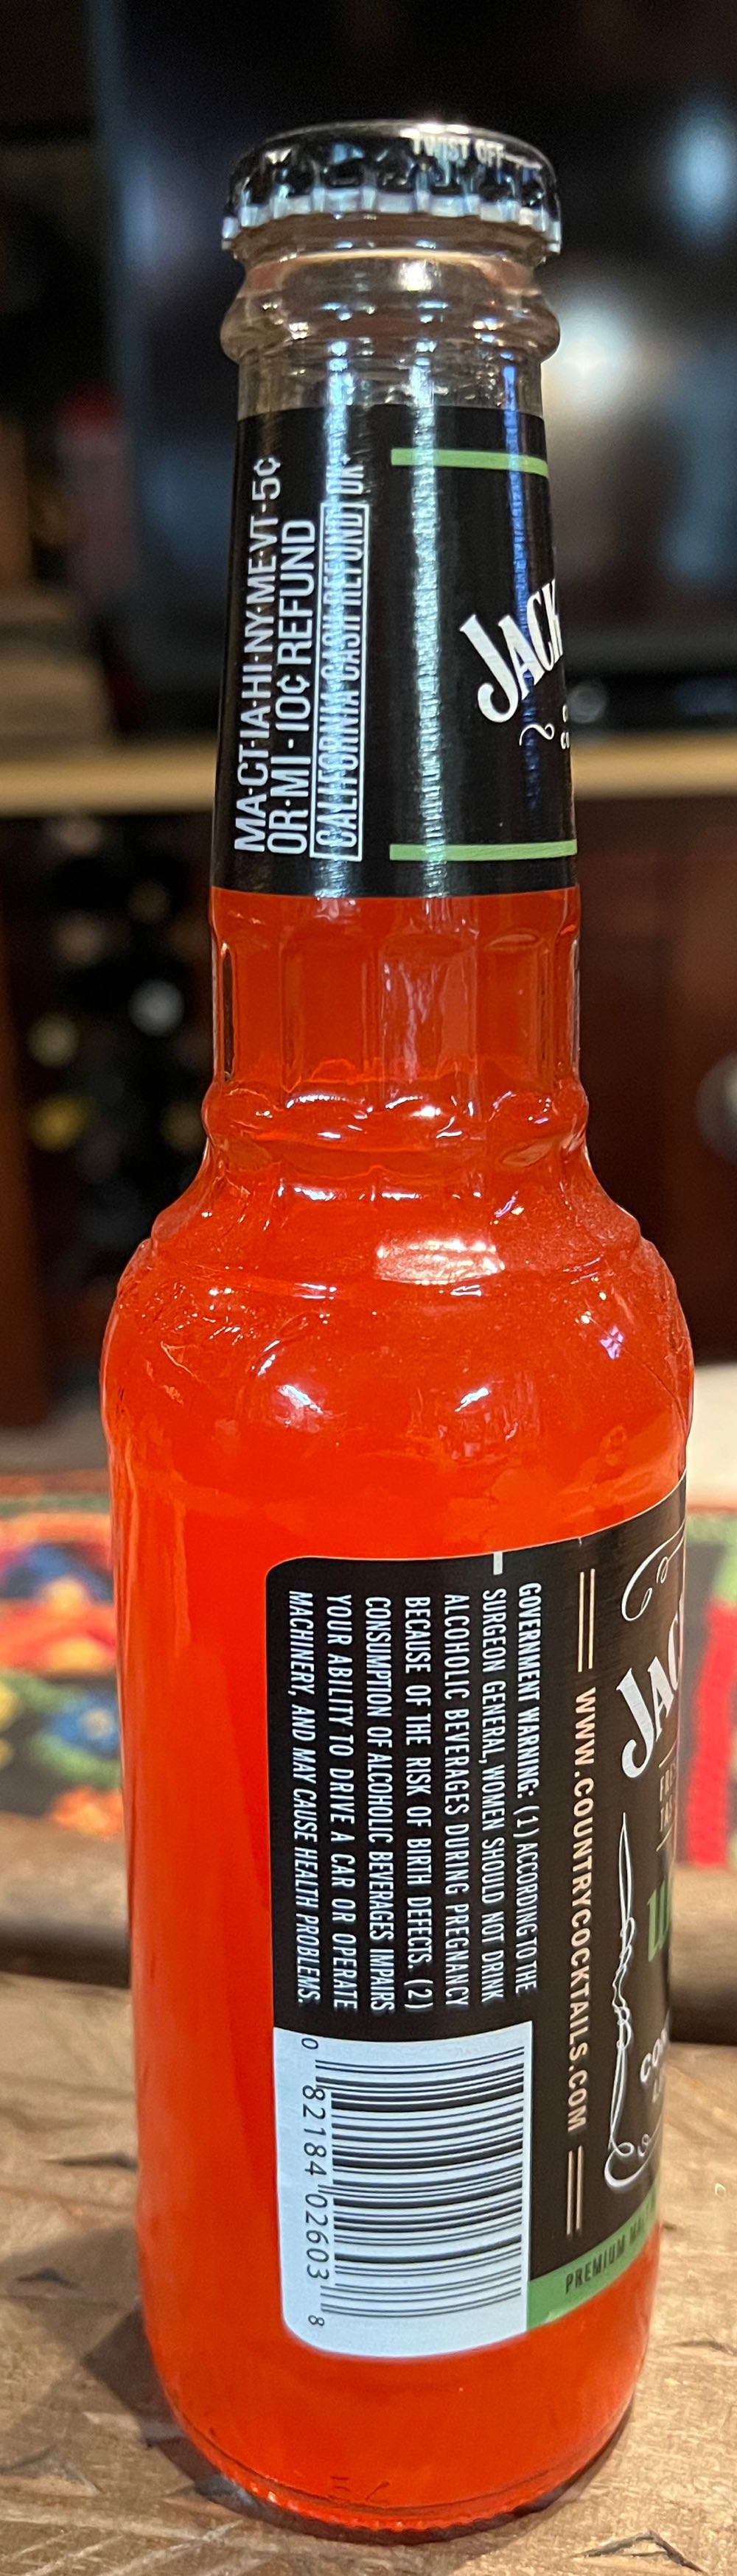 TWIST OFF
MA·CT·IA·HI·NY·ME·VT·5¢
OR·MI·10¢ REFUND
CALIFORNIA CASH REFUND
JACK
GOVERNMENT WARNING: (1) ACCORDING TO THE
SURGEON GENERAL, WOMEN SHOULD NOT DRINK
ALCOHOLIC BEVERAGES DURING PREGNANCY
BECAUSE OF THE RISK OF BIRTH DEFECTS. (2)
CONSUMPTION OF ALCOHOLIC BEVERAGES IMPAIRS
YOUR ABILITY TO DRIVE A CAR OR OPERATE
MACHINERY, AND MAY CAUSE HEALTH PROBLEMS.
WWW.COUNTRYCOCKTAILS.COM
JAC
PREMIUM
0 82184 02603 8